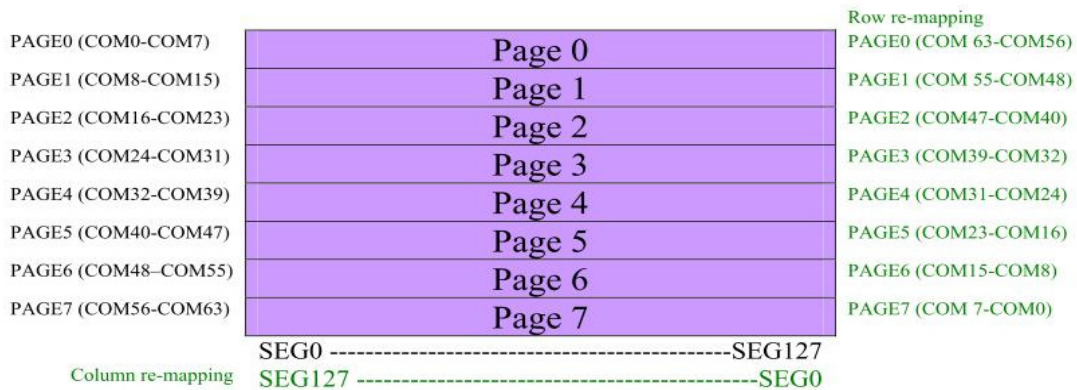 Row re-mapping
PAGE0 (COM0-COM7) Page 0 PAGE0 (COM 63-COM56)
PAGE1 (COM8-COM15) Page 1 PAGE1 (COM 55-COM48)
PAGE2 (COM16-COM23) Page 2 PAGE2 (COM47-COM40)
PAGE3 (COM24-COM31) Page 3 PAGE3 (COM39-COM32)
PAGE4 (COM32-COM39) Page 4 PAGE4 (COM31-COM24)
PAGE5 (COM40-COM47) Page 5 PAGE5 (COM23-COM16)
PAGE6 (COM48–COM55) Page 6 PAGE6 (COM15-COM8)
PAGE7 (COM56-COM63) Page 7 PAGE7 (COM 7-COM0)
SEG0 -------------------------------------------SEG127
Column re-mapping SEG127 -------------------------------------------SEG0